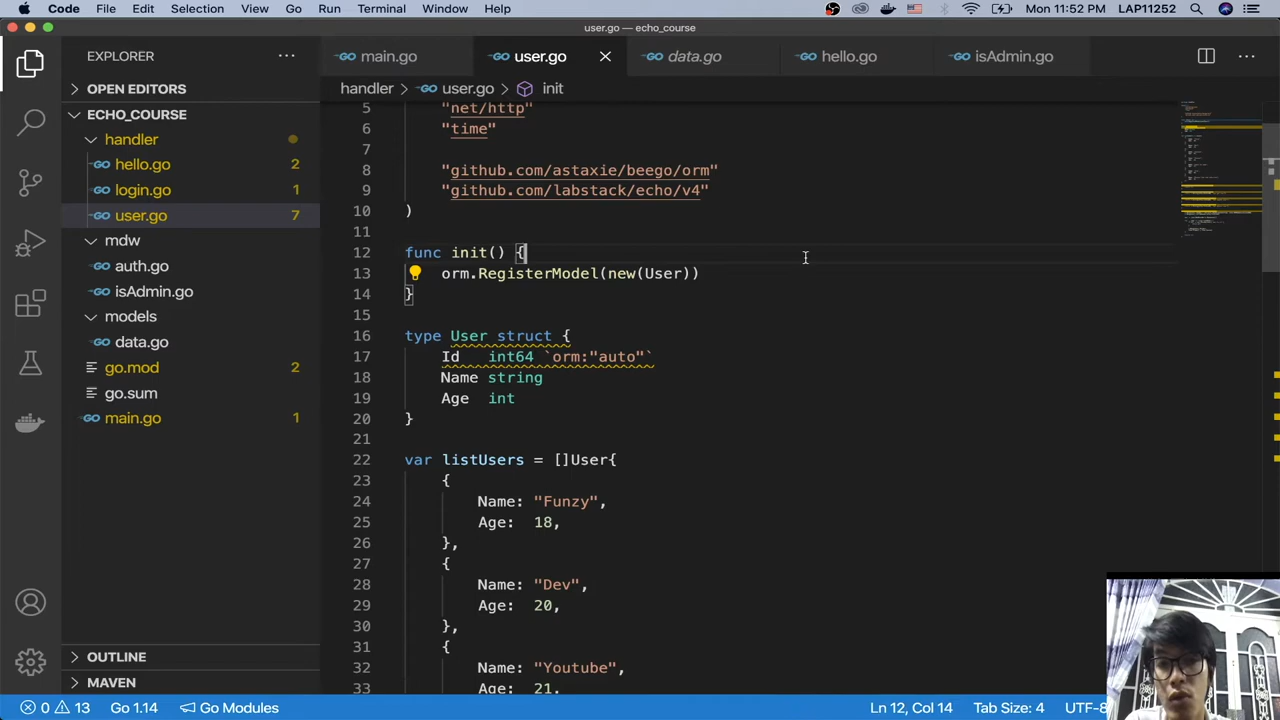 Code File Edit Selection View Go Run Terminal Window Help Mon 11:52 PM LAP11252
user.go — echo_course
EXPLORER
main.go user.go data.go hello.go isAdmin.go
OPEN EDITORS
handler > user.go > init
ECHO_COURSE
handler
hello.go 2
login.go 1
user.go 7
mdw
auth.go
isAdmin.go
models
data.go
go.mod 2
go.sum
main.go 1
OUTLINE
MAVEN
5 "net/http"
6 "time"
7
8 "github.com/astaxie/beego/orm"
9 "github.com/labstack/echo/v4"
10 )
11
12 func init() {
13 orm.RegisterModel(new(User))
14 }
15
16 type User struct {
17 Id int64 `orm:"auto"`
18 Name string
19 Age int
20 }
21
22 var listUsers = []User{
23 {
24 Name: "Funzy",
25 Age: 18,
26 },
27 {
28 Name: "Dev",
29 Age: 20,
30 },
31 {
32 Name: "Youtube",
33 Age: 21,
0 13 Go 1.14 Go Modules Ln 12, Col 14 Tab Size: 4